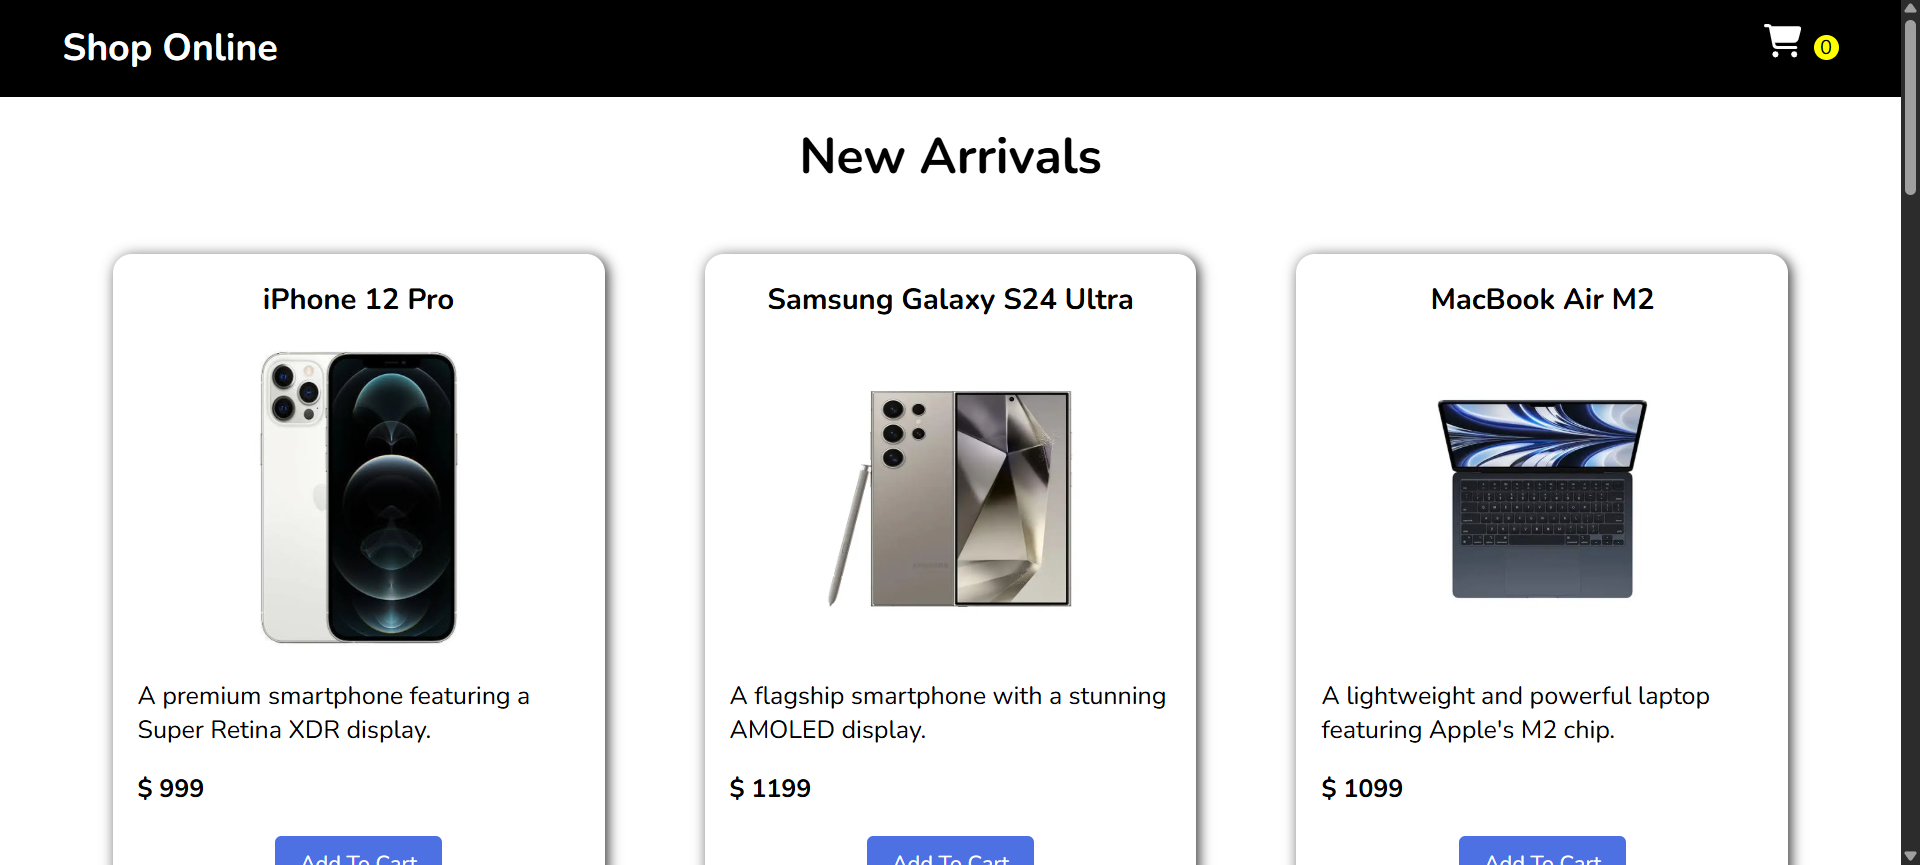 Shop Online
0
New Arrivals
iPhone 12 Pro
Samsung Galaxy S24 Ultra
MacBook Air M2
A premium smartphone featuring a
Super Retina XDR display.
$ 999
Add To Cart
A flagship smartphone with a stunning
AMOLED display.
$ 1199
Add To Cart
A lightweight and powerful laptop
featuring Apple's M2 chip.
$ 1099
Add To Cart